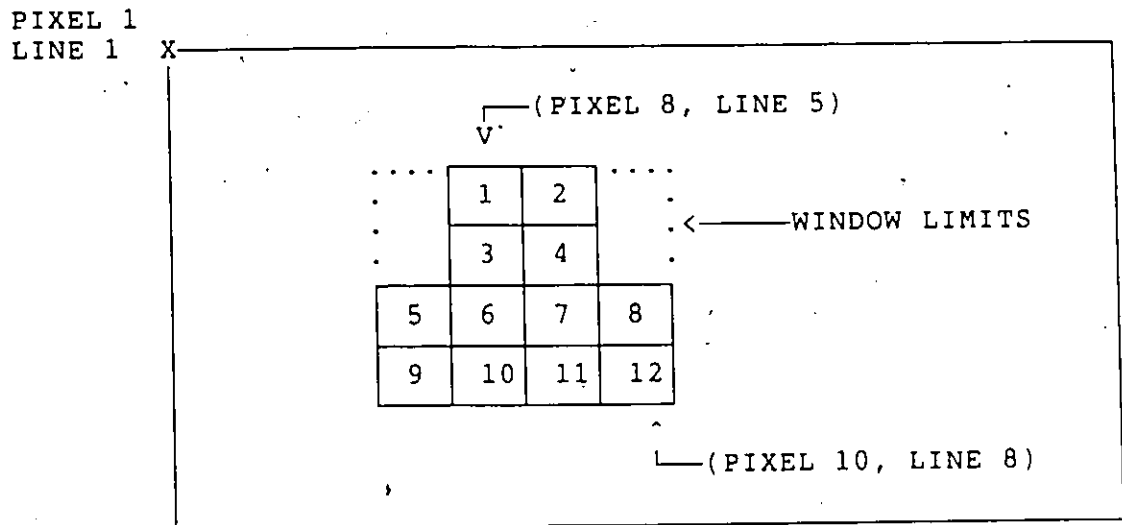 PIXEL 1
LINE 1 X
(PIXEL 8, LINE 5)
V
1 2
WINDOW LIMITS
3 4
5 6 7 8
9 10 11 12
(PIXEL 10, LINE 8)